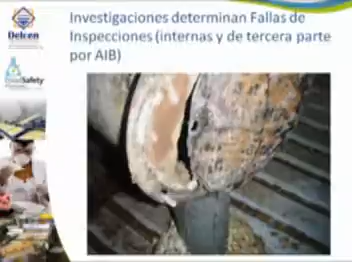 Investigaciones determinan Fallas de
Inspecciones (internas y de tercera parte
por AIB)
Delcen
FoodSafety